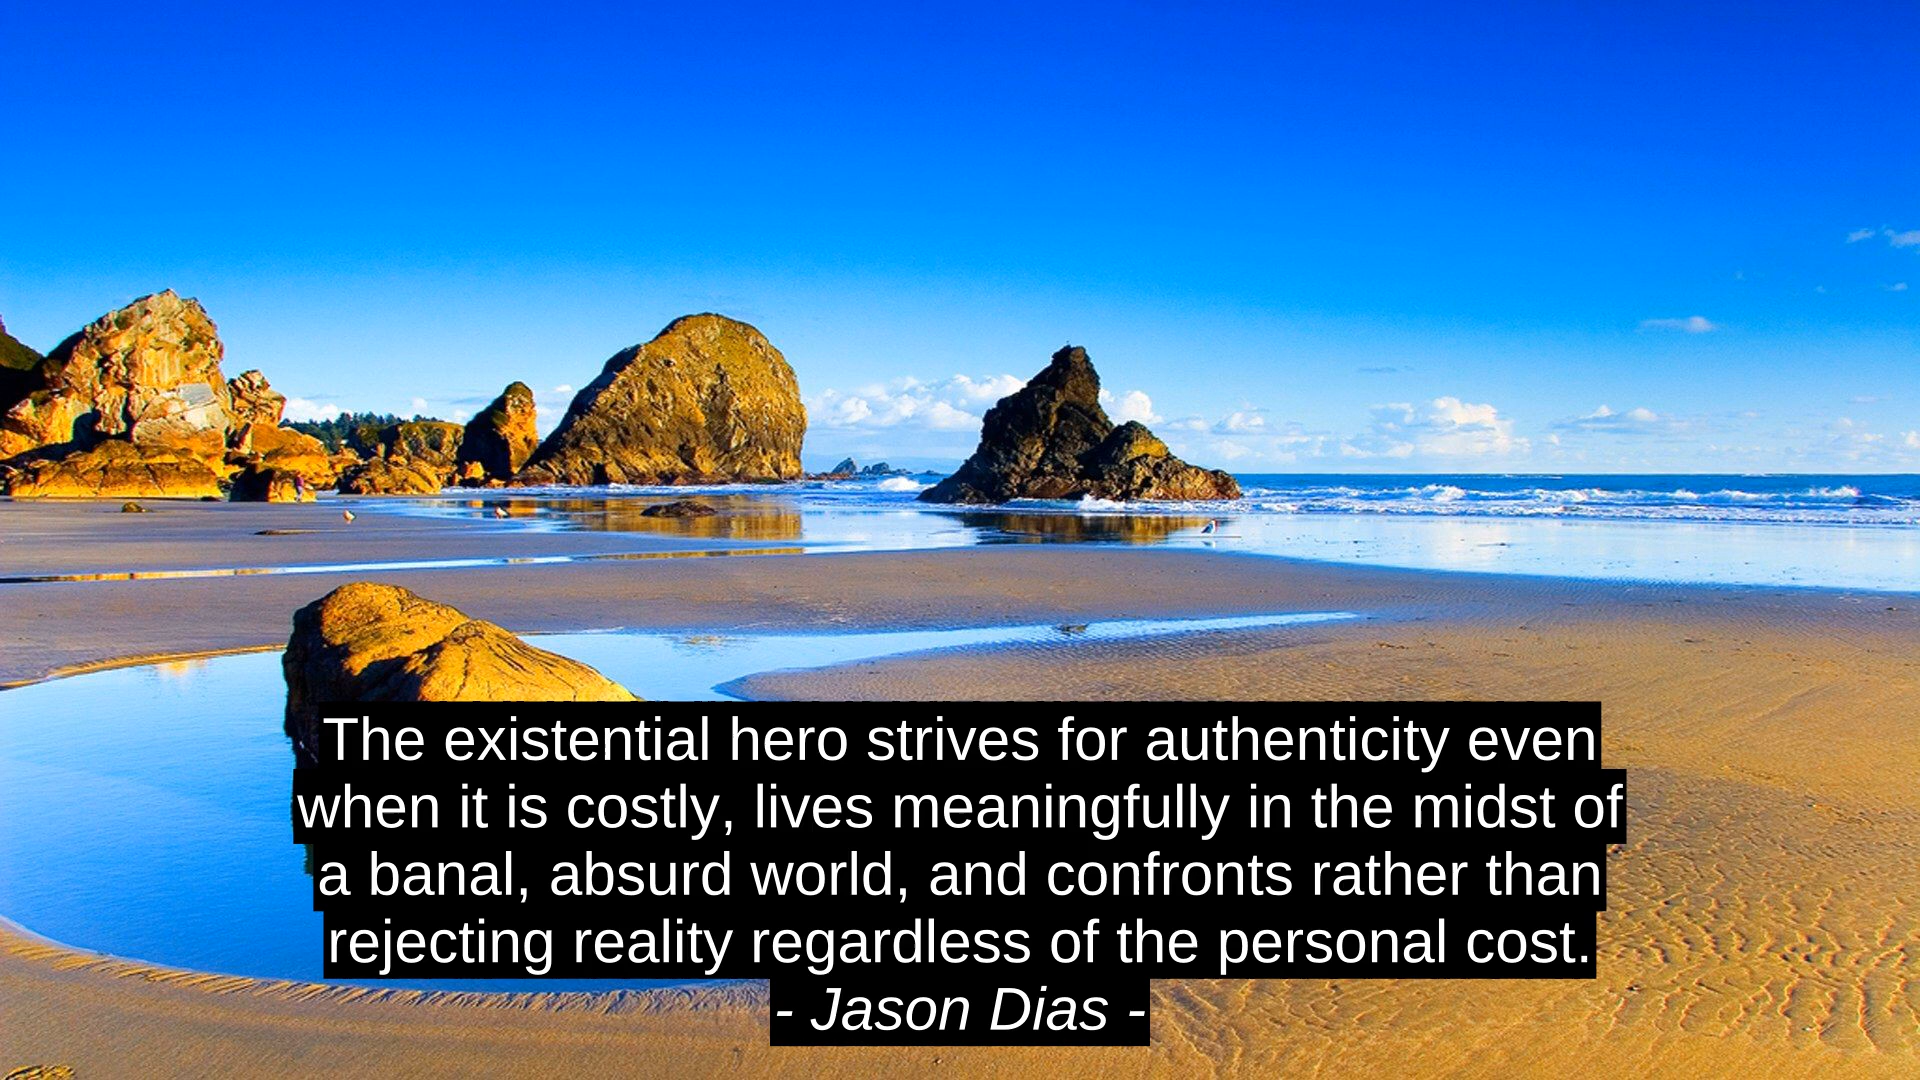 The existential hero strives for authenticity even
when it is costly, lives meaningfully in the midst of
a banal, absurd world, and confronts rather than
rejecting reality regardless of the personal cost.
- Jason Dias -